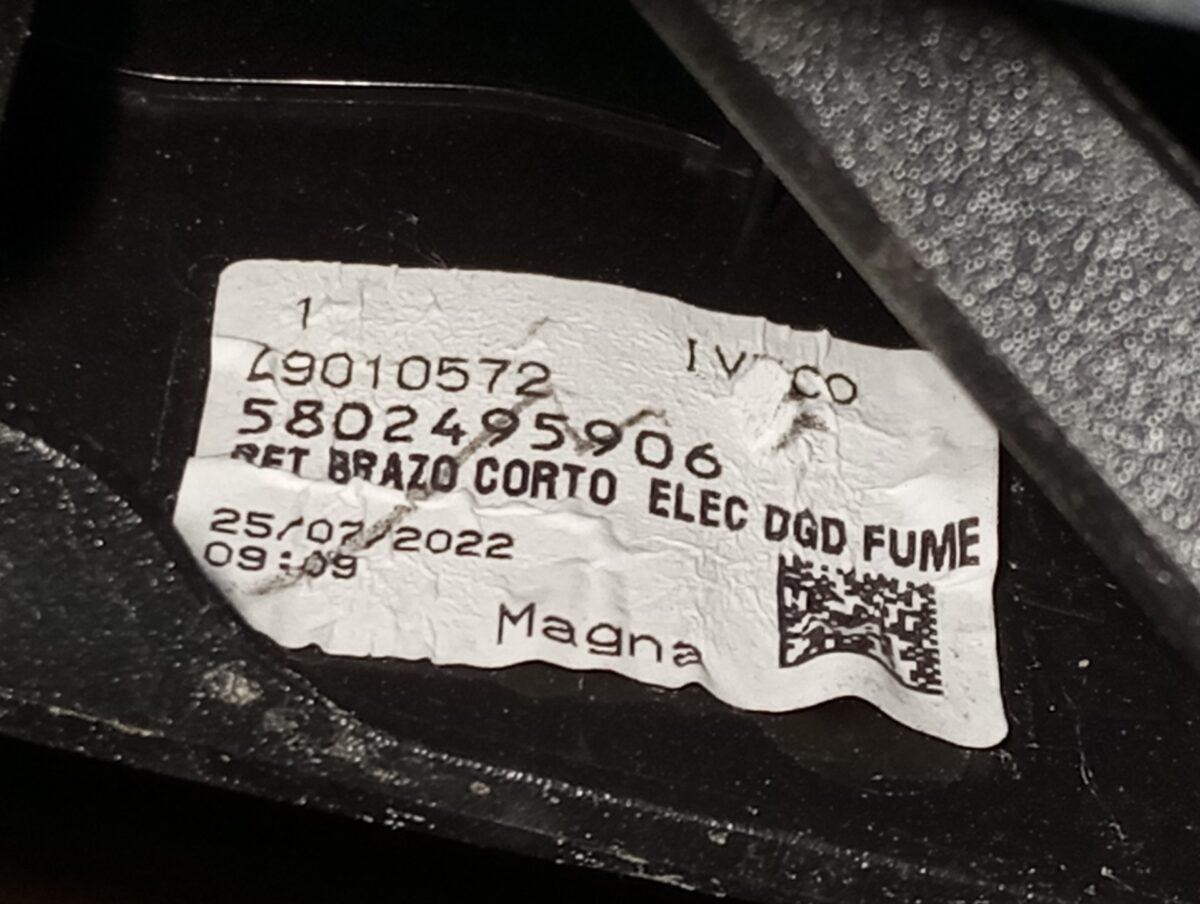 1
IVECO
49010572
5802495906
RET BRAZO CORTO ELEC DGD FUME
25/07/2022
09:09
Magna